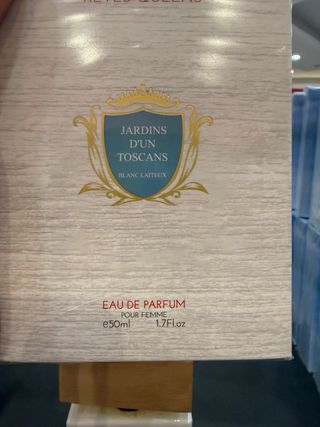 JARDINS
D'UN
TOSCANS
BLANC LAITEUX
EAU DE PARFUM
POUR FEMME
e50ml 1.7Fl.oz